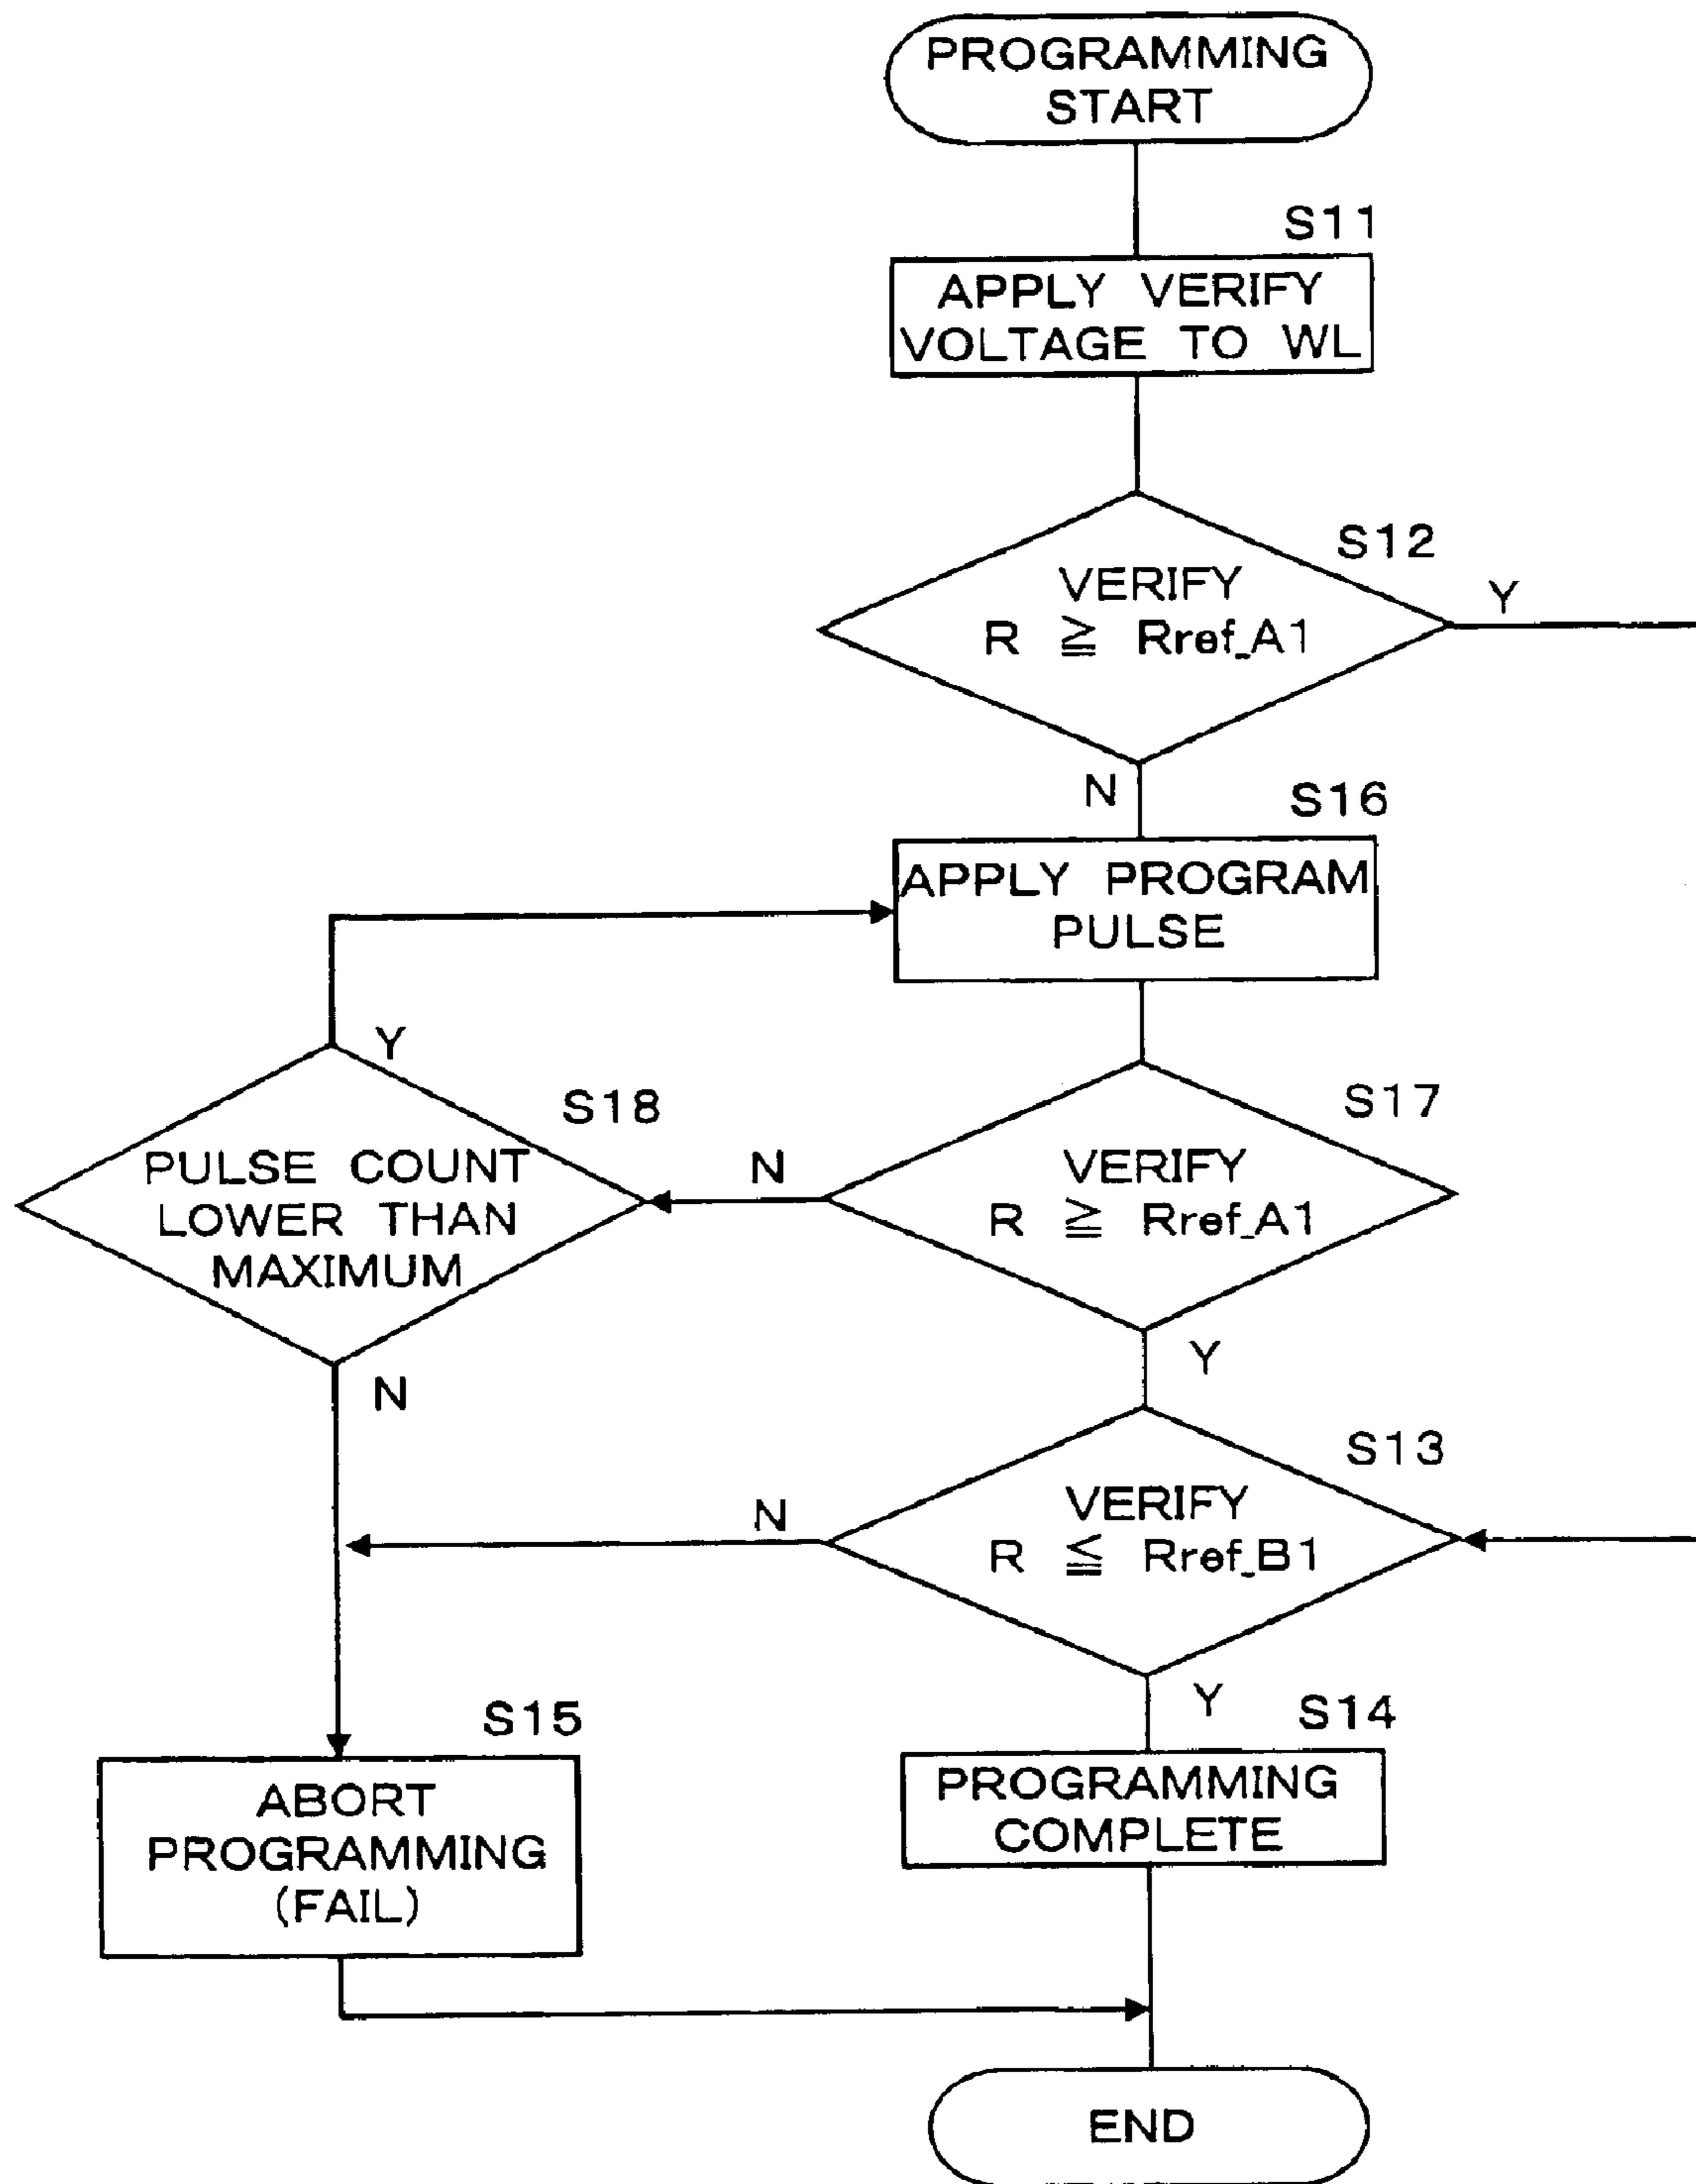 PROGRAMMING
START
S11
APPLY VERIFY
VOLTAGE TO WL
S12
VERIFY
R ≧ Rref_A1
Y
N
S16
APPLY PROGRAM
PULSE
Y
S18
PULSE COUNT
LOWER THAN
MAXIMUM
N
S17
VERIFY
R ≧ Rref_A1
N
Y
S13
VERIFY
R ≦ Rref_B1
N
Y
S15
ABORT
PROGRAMMING
(FAIL)
S14
PROGRAMMING
COMPLETE
END